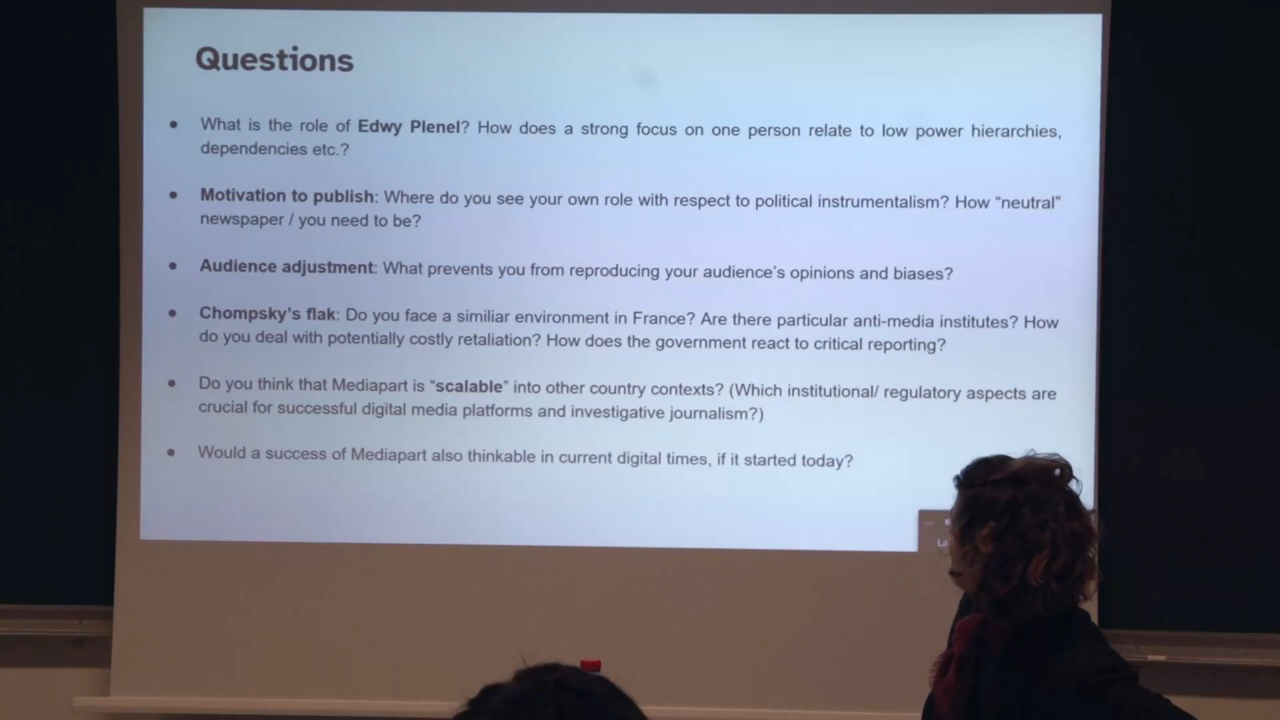 Questions
• What is the role of Edwy Plenel? How does a strong focus on one person relate to low power hierarchies,
dependencies etc.?
• Motivation to publish: Where do you see your own role with respect to political instrumentalism? How “neutral”
newspaper / you need to be?
• Audience adjustment: What prevents you from reproducing your audience’s opinions and biases?
• Chompsky’s flak: Do you face a similiar environment in France? Are there particular anti-media institutes? How
do you deal with potentially costly retaliation? How does the government react to critical reporting?
• Do you think that Mediapart is “scalable” into other country contexts? (Which institutional/ regulatory aspects are
crucial for successful digital media platforms and investigative journalism?)
• Would a success of Mediapart also thinkable in current digital times, if it started today?